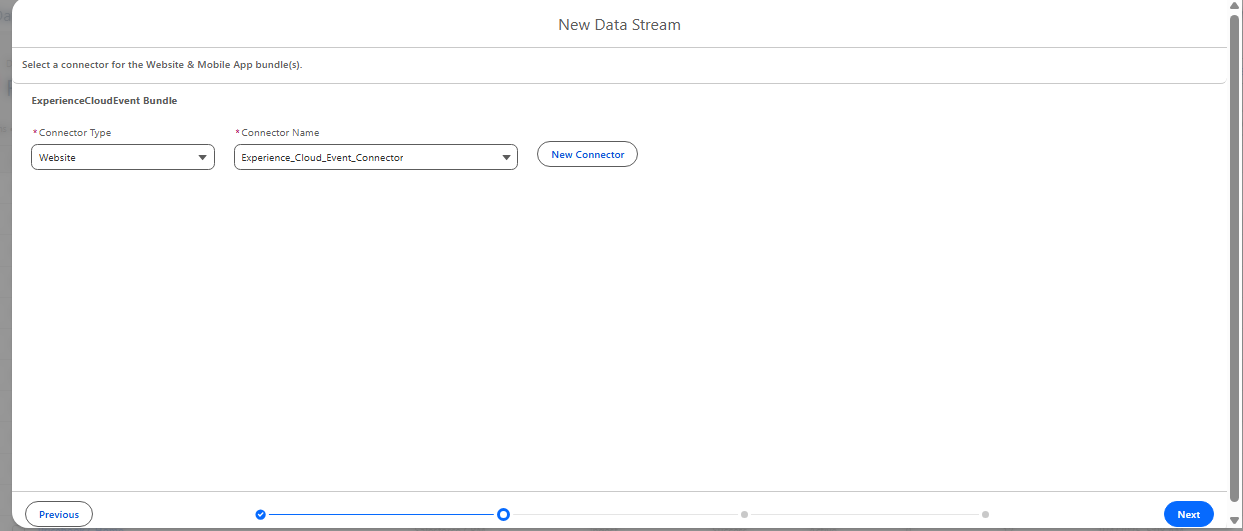 New Data Stream
Select a connector for the Website & Mobile App bundle(s).
ExperienceCloudEvent Bundle
*Connector Type *Connector Name
Website Experience_Cloud_Event_Connector New Connector
Previous Next